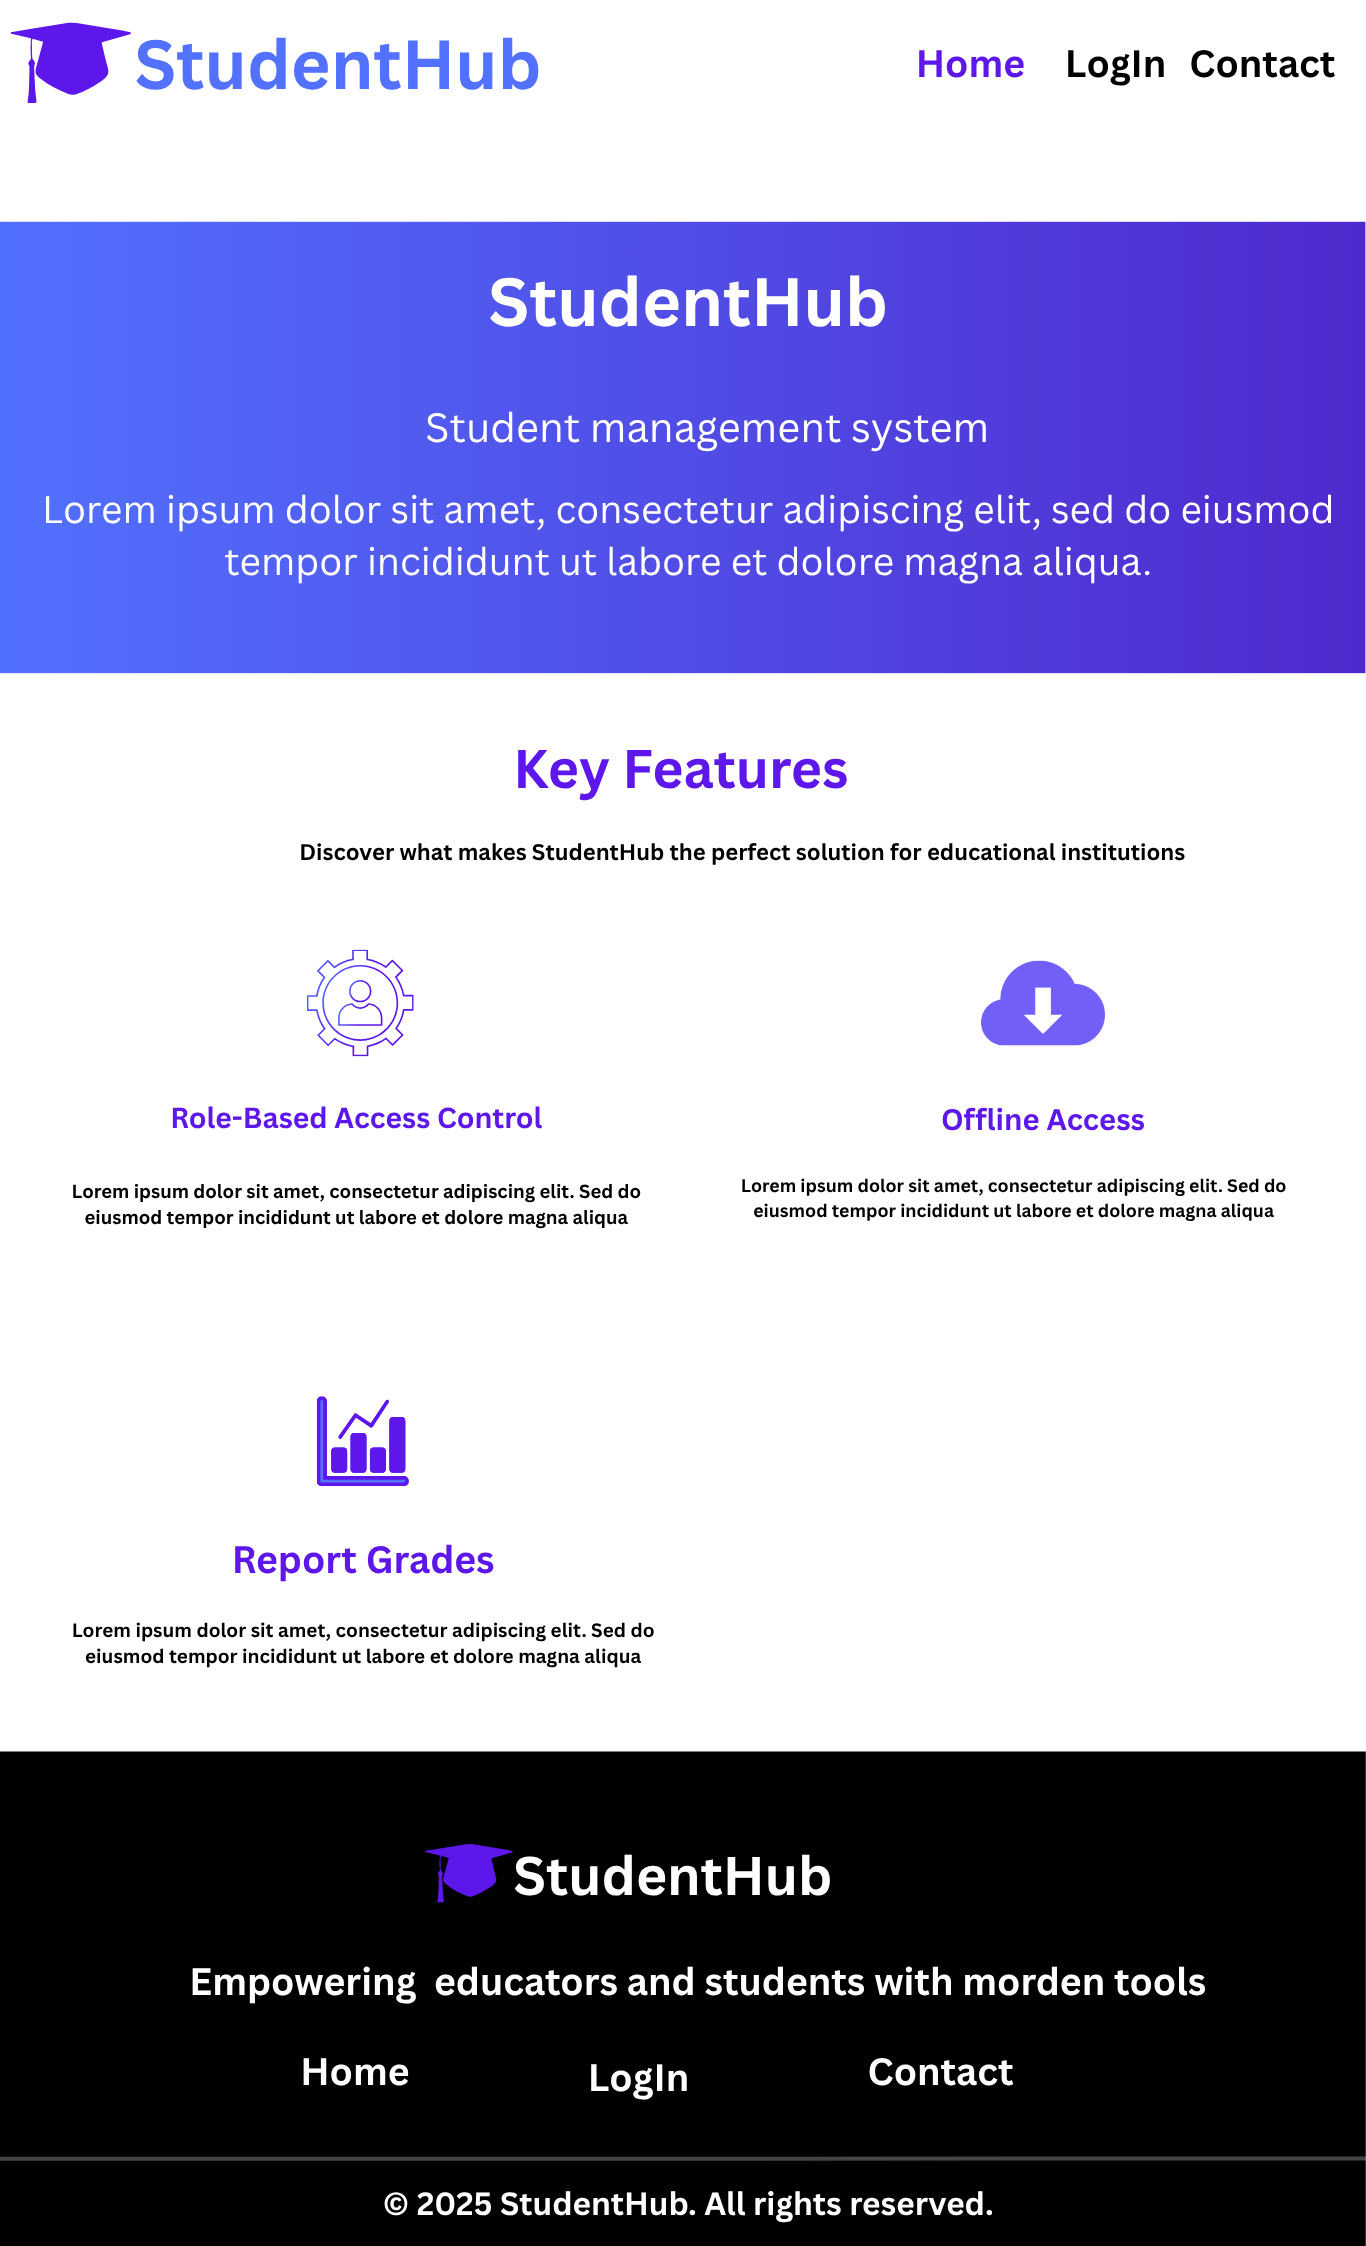 StudentHub
Home LogIn Contact
StudentHub
Student management system
Lorem ipsum dolor sit amet, consectetur adipiscing elit, sed do eiusmod
tempor incididunt ut labore et dolore magna aliqua.
Key Features
Discover what makes StudentHub the perfect solution for educational institutions
Role-Based Access Control
Lorem ipsum dolor sit amet, consectetur adipiscing elit. Sed do
eiusmod tempor incididunt ut labore et dolore magna aliqua
Offline Access
Lorem ipsum dolor sit amet, consectetur adipiscing elit. Sed do
eiusmod tempor incididunt ut labore et dolore magna aliqua
Report Grades
Lorem ipsum dolor sit amet, consectetur adipiscing elit. Sed do
eiusmod tempor incididunt ut labore et dolore magna aliqua
StudentHub
Empowering  educators and students with morden tools
Home LogIn Contact
© 2025 StudentHub. All rights reserved.